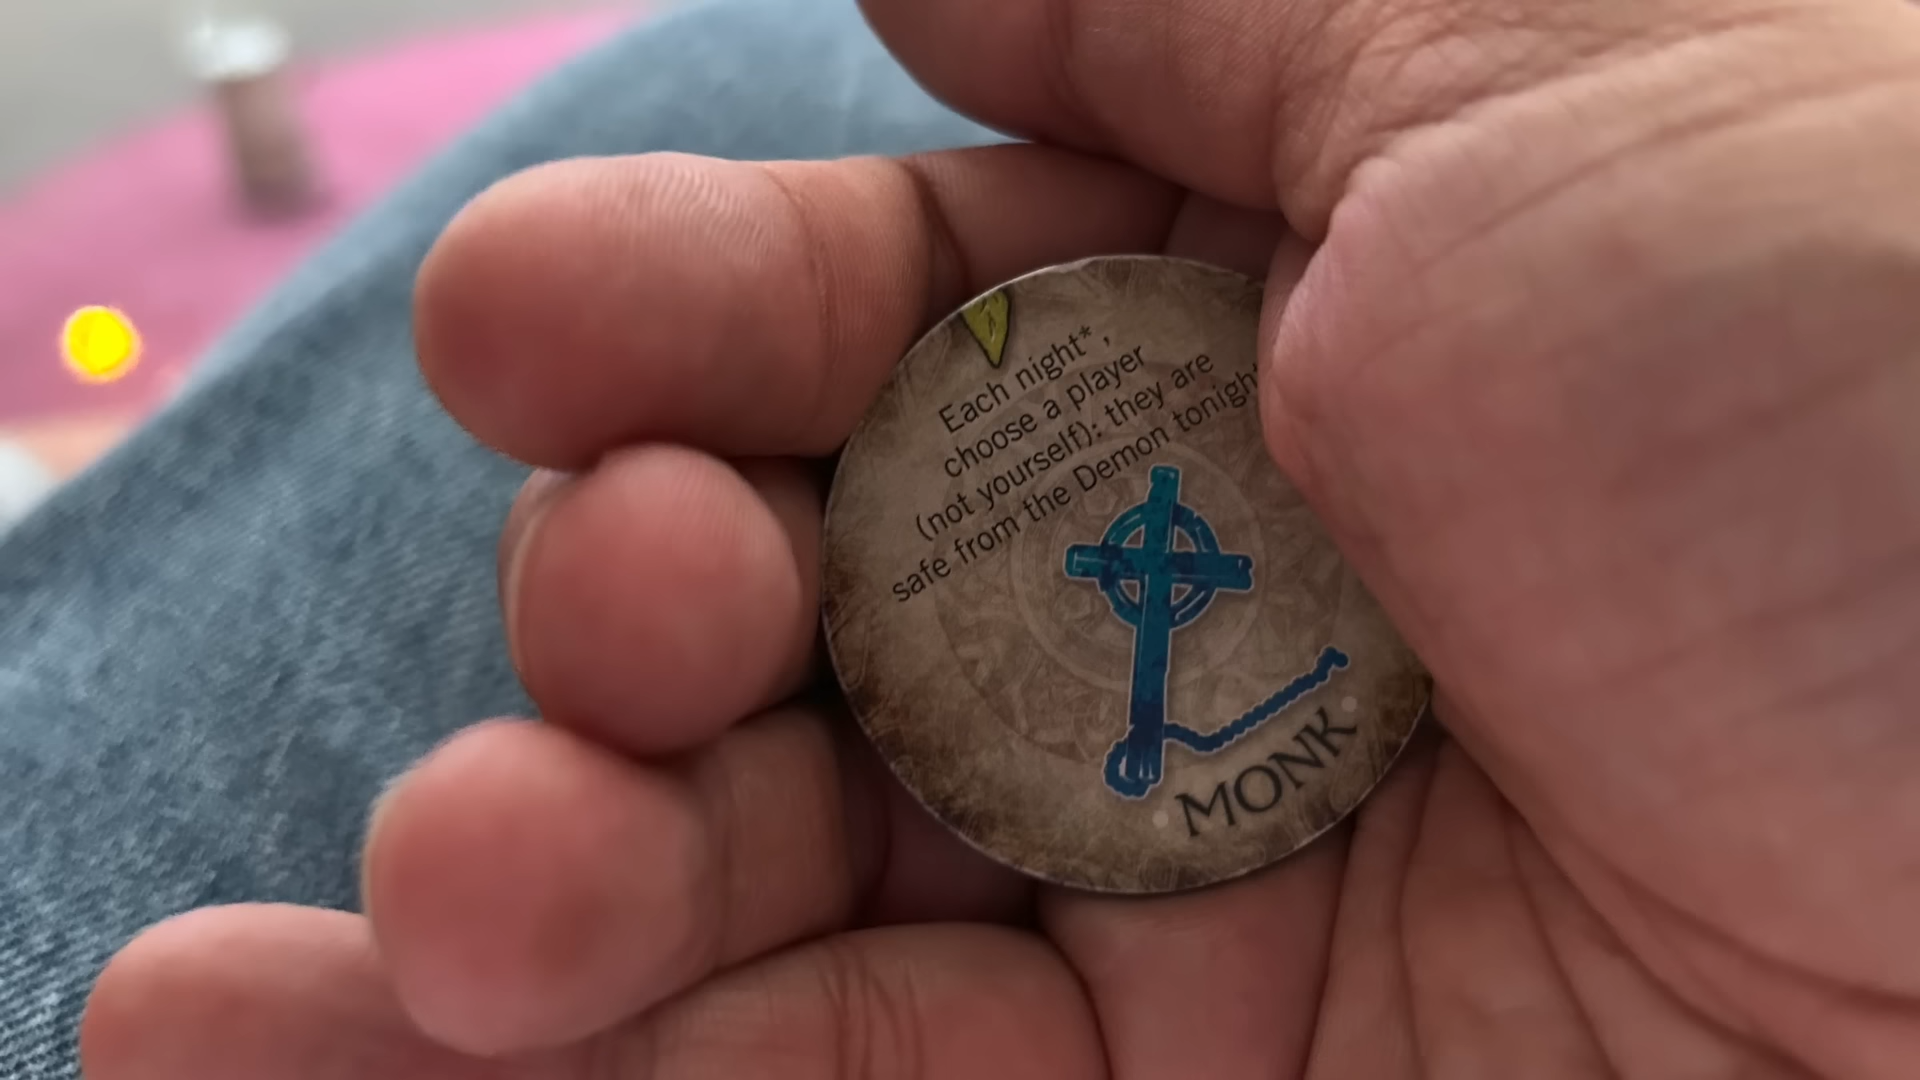 Each night*,
choose a player
(not yourself): they are
safe from the Demon tonight
MONK